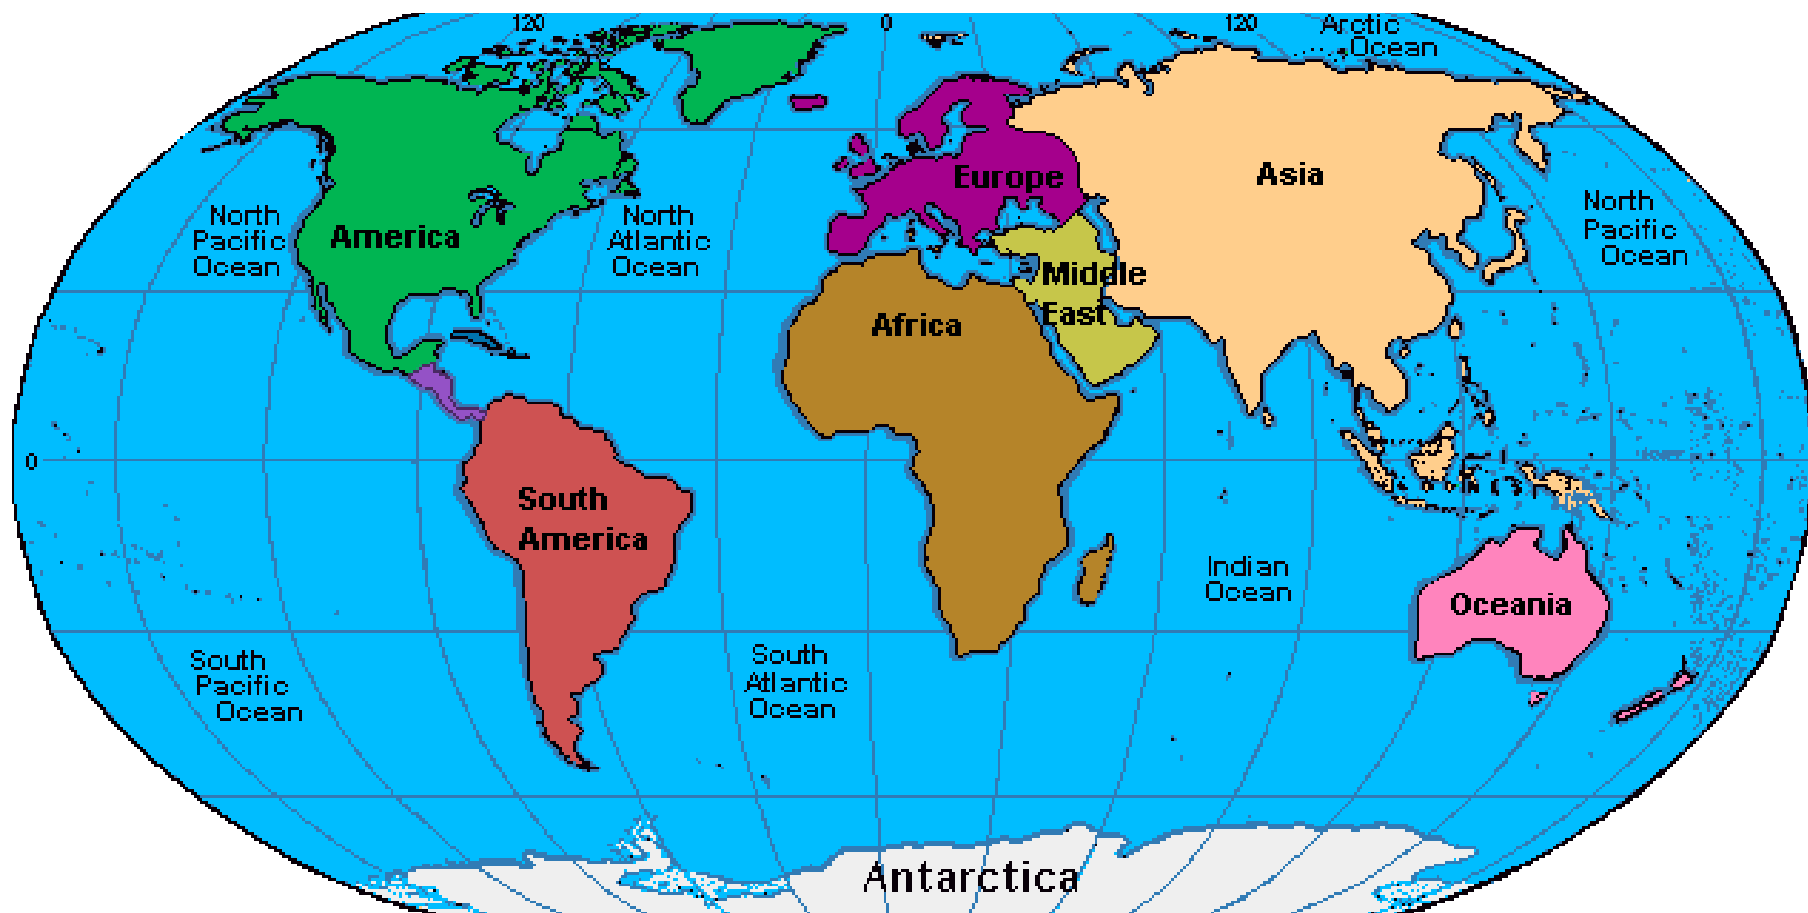 120
0
120
Arctic
Ocean
North
Pacific
Ocean
America
North
Atlantic
Ocean
Europe
Asia
North
Pacific
Ocean
Middle
East
Africa
0
South
America
Indian
Ocean
Oceania
South
Pacific
Ocean
South
Atlantic
Ocean
Antarctica